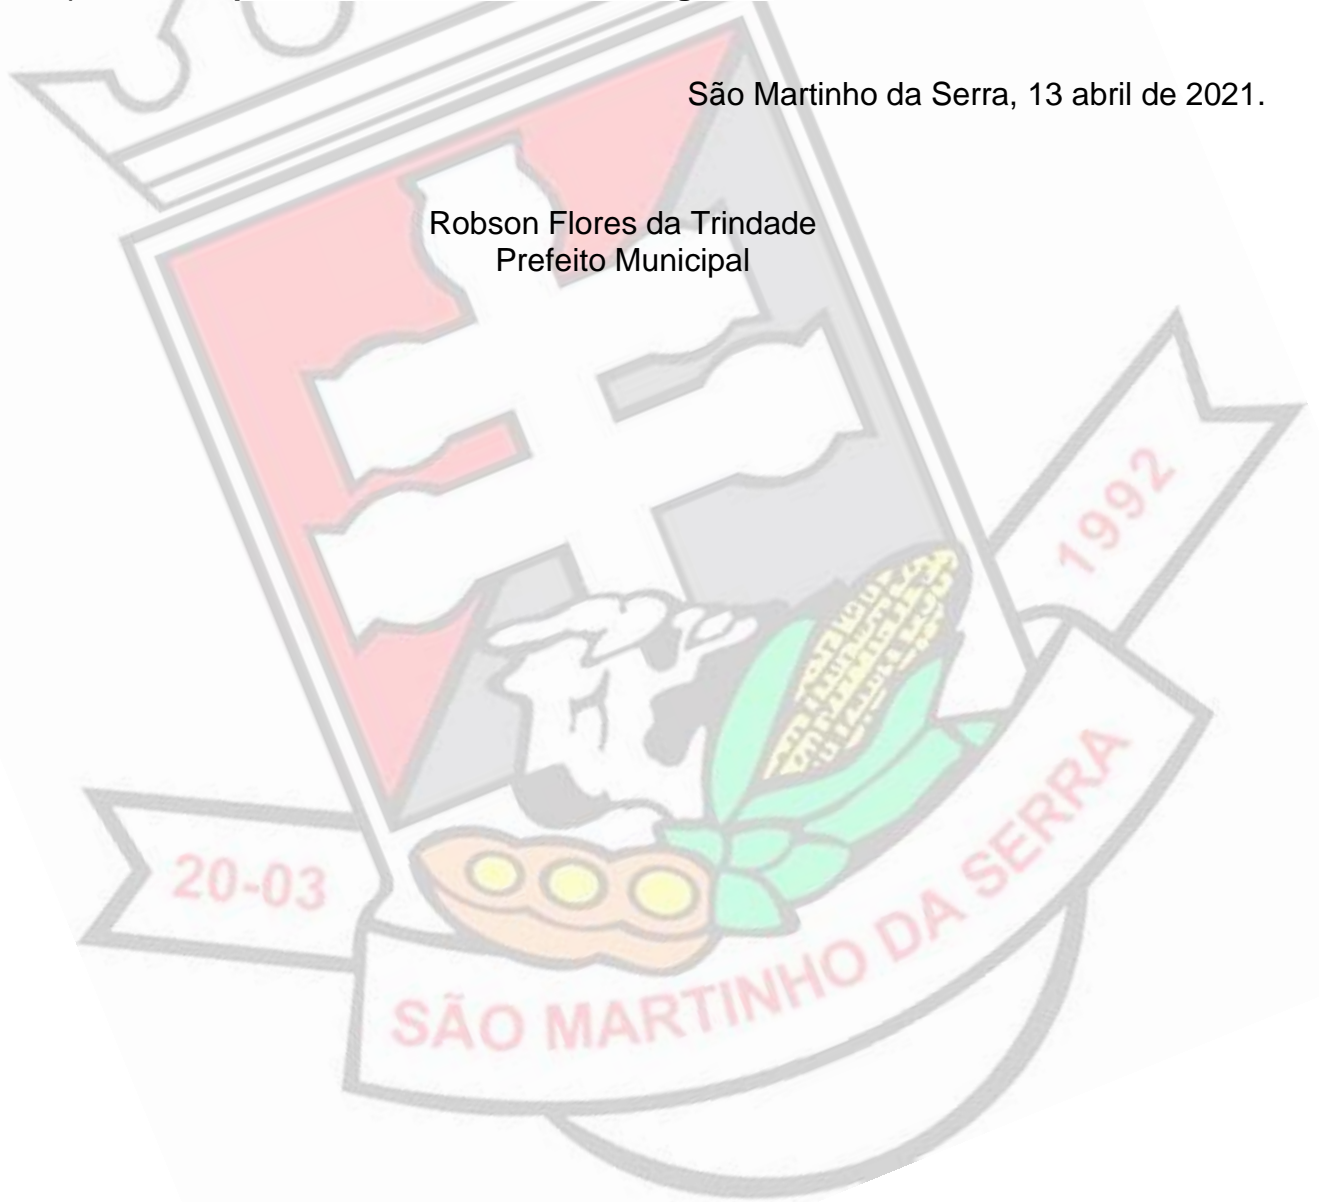 São Martinho da Serra, 13 abril de 2021.
Robson Flores da Trindade
Prefeito Municipal
1992
20-03
SÃO MARTINHO DA SERRA